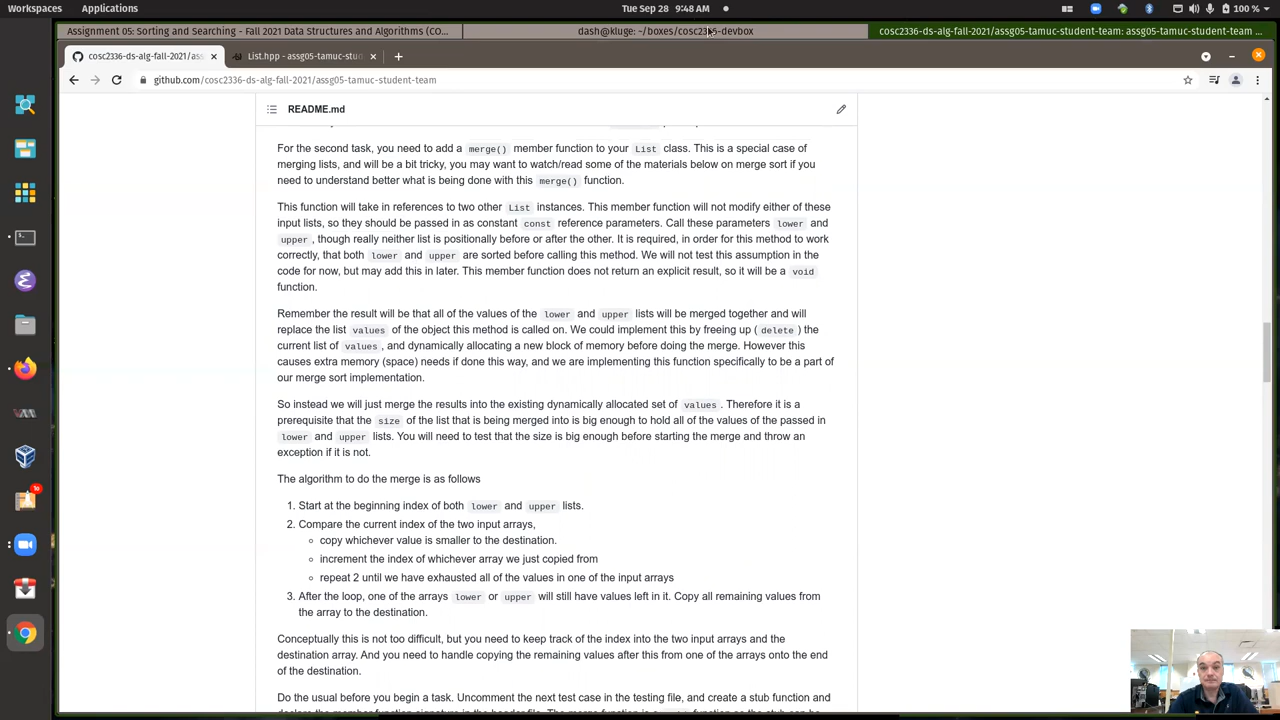 Workspaces Applications Tue Sep 28 9:48 AM 100 %
Assignment 05: Sorting and Searching - Fall 2021 Data Structures and Algorithms (CO... dash@kluge: ~/boxes/cosc2336-devbox cosc2336-ds-alg-fall-2021/assg05-tamuc-student-team: assg05-tamuc-student-team ...
cosc2336-ds-alg-fall-2021/ass List.hpp - assg05-tamuc-stud
github.com/cosc2336-ds-alg-fall-2021/assg05-tamuc-student-team
README.md
For the second task, you need to add a merge() member function to your List class. This is a special case of
merging lists, and will be a bit tricky, you may want to watch/read some of the materials below on merge sort if you
need to understand better what is being done with this merge() function.
This function will take in references to two other List instances. This member function will not modify either of these
input lists, so they should be passed in as constant const reference parameters. Call these parameters lower and
upper, though really neither list is positionally before or after the other. It is required, in order for this method to work
correctly, that both lower and upper are sorted before calling this method. We will not test this assumption in the
code for now, but may add this in later. This member function does not return an explicit result, so it will be a void
function.
Remember the result will be that all of the values of the lower and upper lists will be merged together and will
replace the list values of the object this method is called on. We could implement this by freeing up ( delete ) the
current list of values, and dynamically allocating a new block of memory before doing the merge. However this
causes extra memory (space) needs if done this way, and we are implementing this function specifically to be a part of
our merge sort implementation.
So instead we will just merge the results into the existing dynamically allocated set of values. Therefore it is a
prerequisite that the size of the list that is being merged into is big enough to hold all of the values of the passed in
lower and upper lists. You will need to test that the size is big enough before starting the merge and throw an
exception if it is not.
The algorithm to do the merge is as follows
1. Start at the beginning index of both lower and upper lists.
2. Compare the current index of the two input arrays,
copy whichever value is smaller to the destination.
increment the index of whichever array we just copied from
repeat 2 until we have exhausted all of the values in one of the input arrays
3. After the loop, one of the arrays lower or upper will still have values left in it. Copy all remaining values from
the array to the destination.
Conceptually this is not too difficult, but you need to keep track of the index into the two input arrays and the
destination array. And you need to handle copying the remaining values after this from one of the arrays onto the end
of the destination.
Do the usual before you begin a task. Uncomment the next test case in the testing file, and create a stub function and